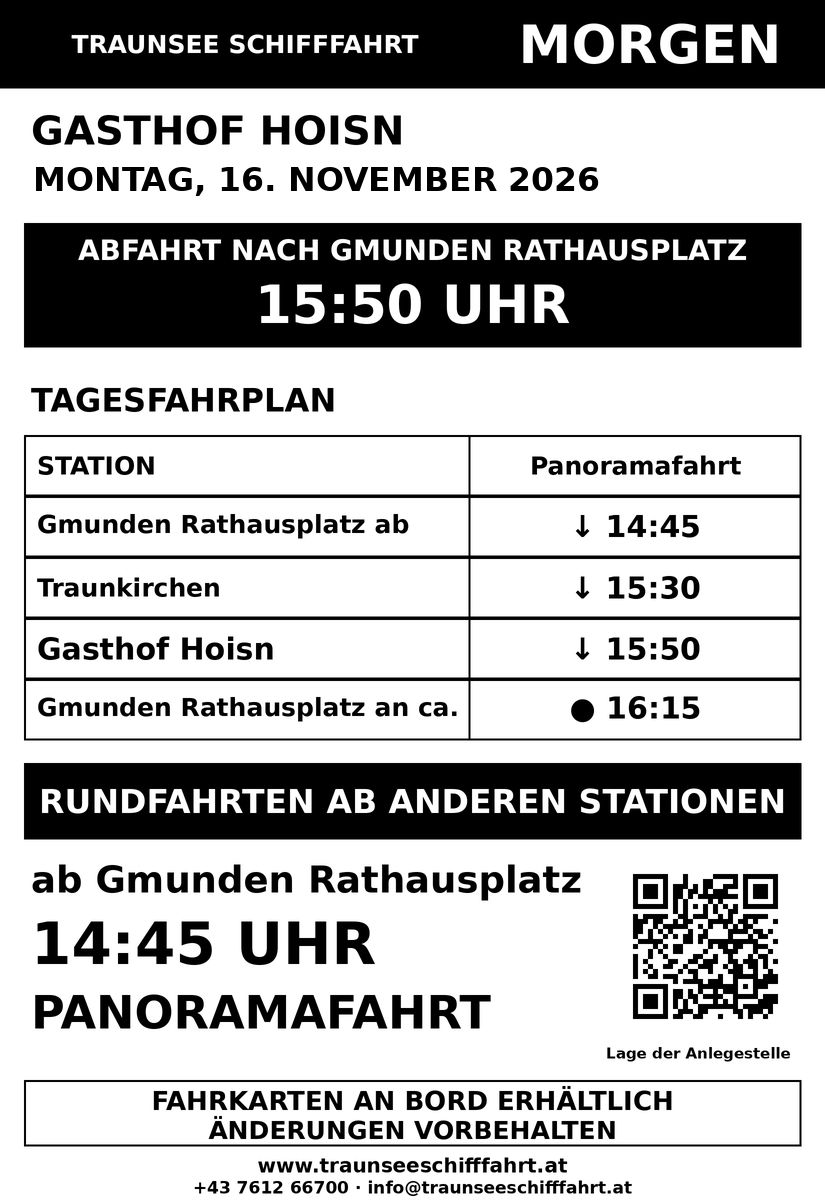 TRAUNSEE SCHIFFFAHRT MORGEN
GASTHOF HOISN
MONTAG, 16. NOVEMBER 2026
ABFAHRT NACH GMUNDEN RATHAUSPLATZ
15:50 UHR
TAGESFAHRPLAN
STATION Panoramafahrt
Gmunden Rathausplatz ab ↓ 14:45
Traunkirchen ↓ 15:30
Gasthof Hoisn ↓ 15:50
Gmunden Rathausplatz an ca. ● 16:15
RUNDFAHRTEN AB ANDEREN STATIONEN
ab Gmunden Rathausplatz
14:45 UHR
PANORAMAFAHRT
Lage der Anlegestelle
FAHRKARTEN AN BORD ERHÄLTLICH
ÄNDERUNGEN VORBEHALTEN
www.traunseeschifffahrt.at
+43 7612 66700 · info@traunseeschifffahrt.at